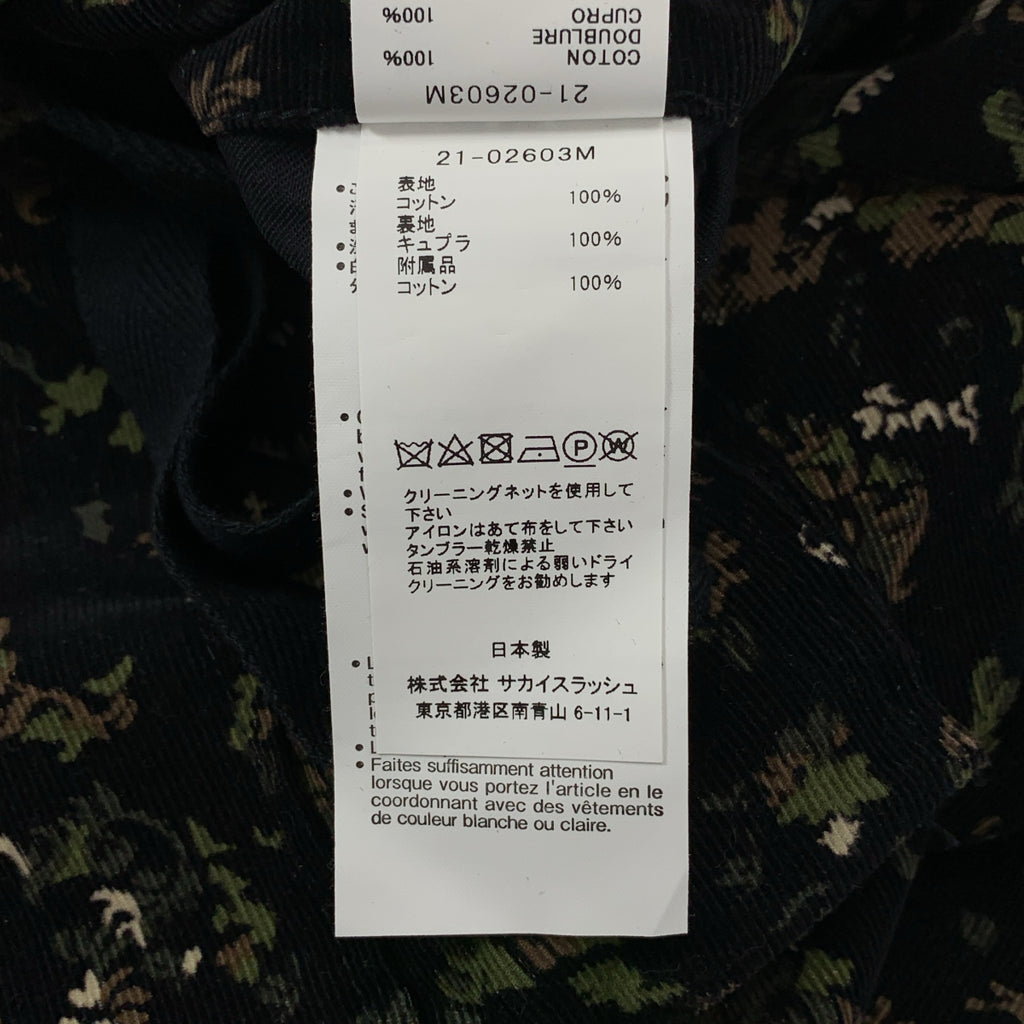 100%
CUPRO
DOUBLURE
100%
COTON
21-02603M
21-02603M
表地
コットン 100%
裏地
キュプラ 100%
附属品
コットン 100%
P W
クリーニングネットを使用して
下さい
アイロンはあて布をして下さい
タンブラー乾燥禁止
石油系溶剤による弱いドライ
クリーニングをお勧めします
日本製
株式会社 サカイスラッシュ
東京都港区南青山 6-11-1
• Faites suffisamment attention
lorsque vous portez l'article en le
coordonnant avec des vêtements
de couleur blanche ou claire.